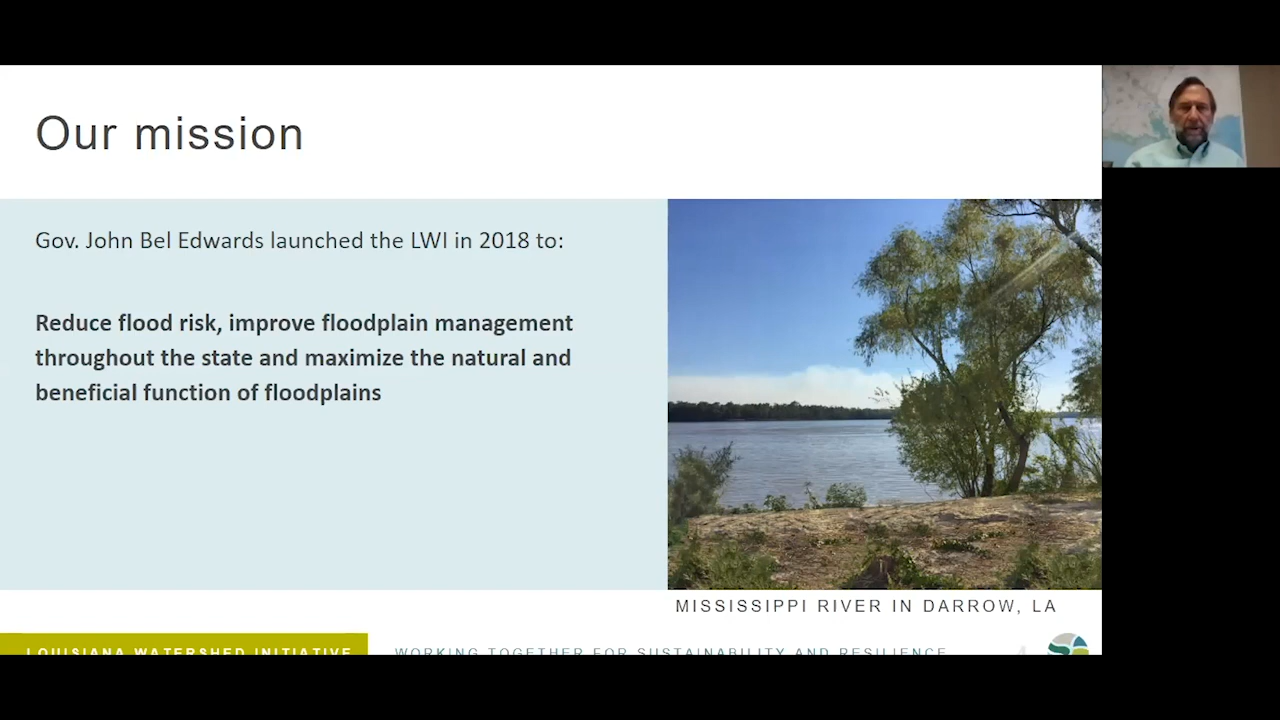 Our mission
Gov. John Bel Edwards launched the LWI in 2018 to:
Reduce flood risk, improve floodplain management
throughout the state and maximize the natural and
beneficial function of floodplains
MISSISSIPPI RIVER IN DARROW, LA
LOUISIANA WATERSHED INITIATIVE
WORKING TOGETHER FOR SUSTAINABILITY AND RESILIENCE
4